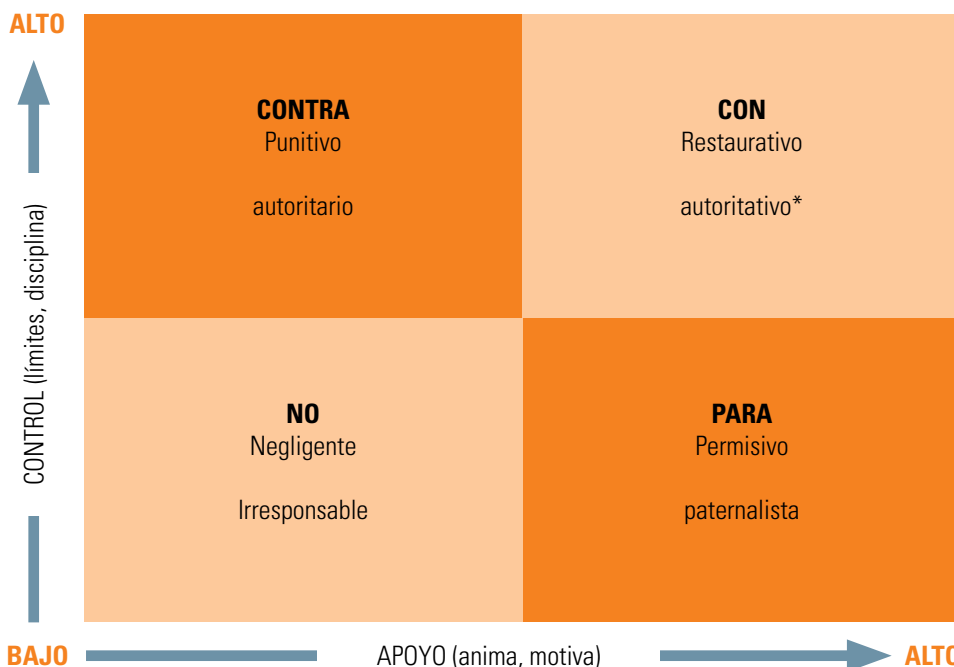 ALTO
CONTRA
Punitivo
autoritario
CON
Restaurativo
autoritativo*
CONTROL (límites, disciplina)
NO
Negligente
Irresponsable
PARA
Permisivo
paternalista
BAJO
APOYO (anima, motiva)
ALTO